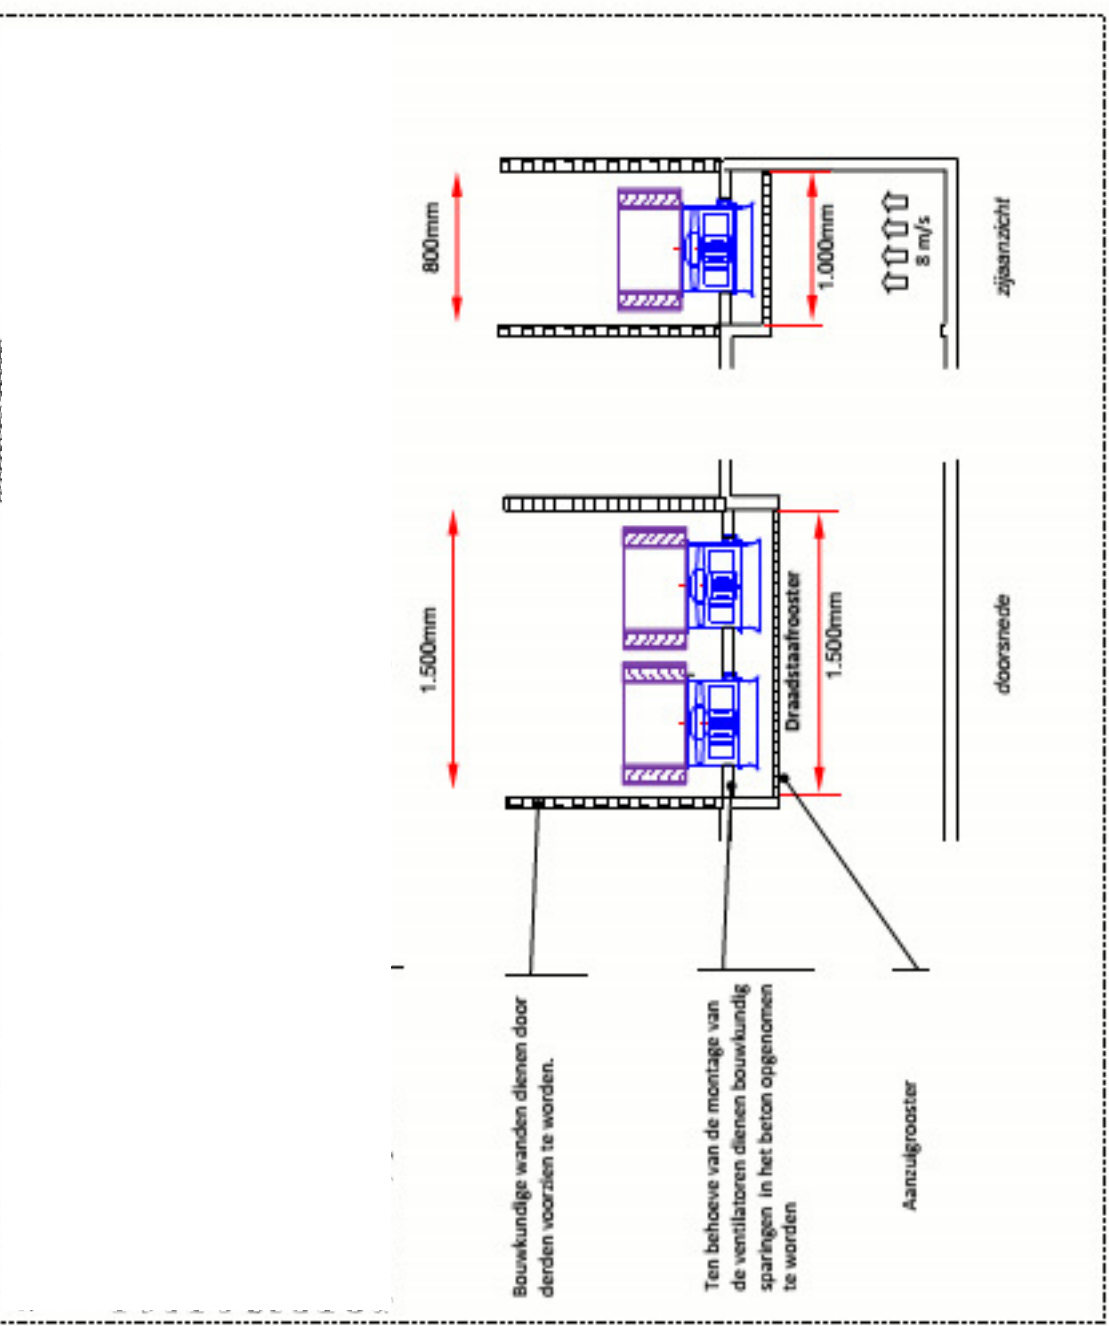 Bouwkundige wanden dienen door
derden voorzien te worden.
Ten behoeve van de montage van
de ventilatoren dienen bouwkundig
sparingen in het beton opgenomen
te worden
Aanzuigrooster
1.500mm
Draadstaafrooster
1.500mm
doorsnede
800mm
1.000mm
8 m/s
zijaanzicht